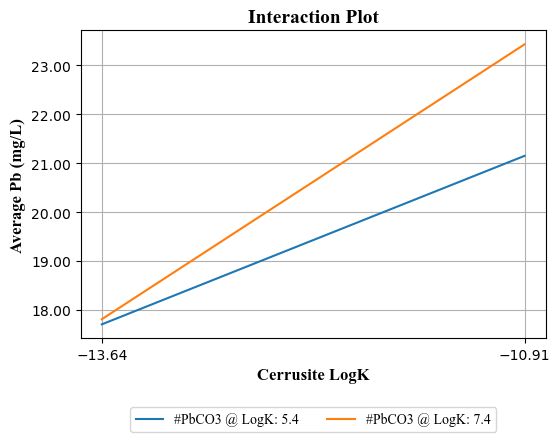 Interaction Plot
Average Pb (mg/L)
23.00
22.00
21.00
20.00
19.00
18.00
−13.64
−10.91
Cerrusite LogK
#PbCO3 @ LogK: 5.4
#PbCO3 @ LogK: 7.4